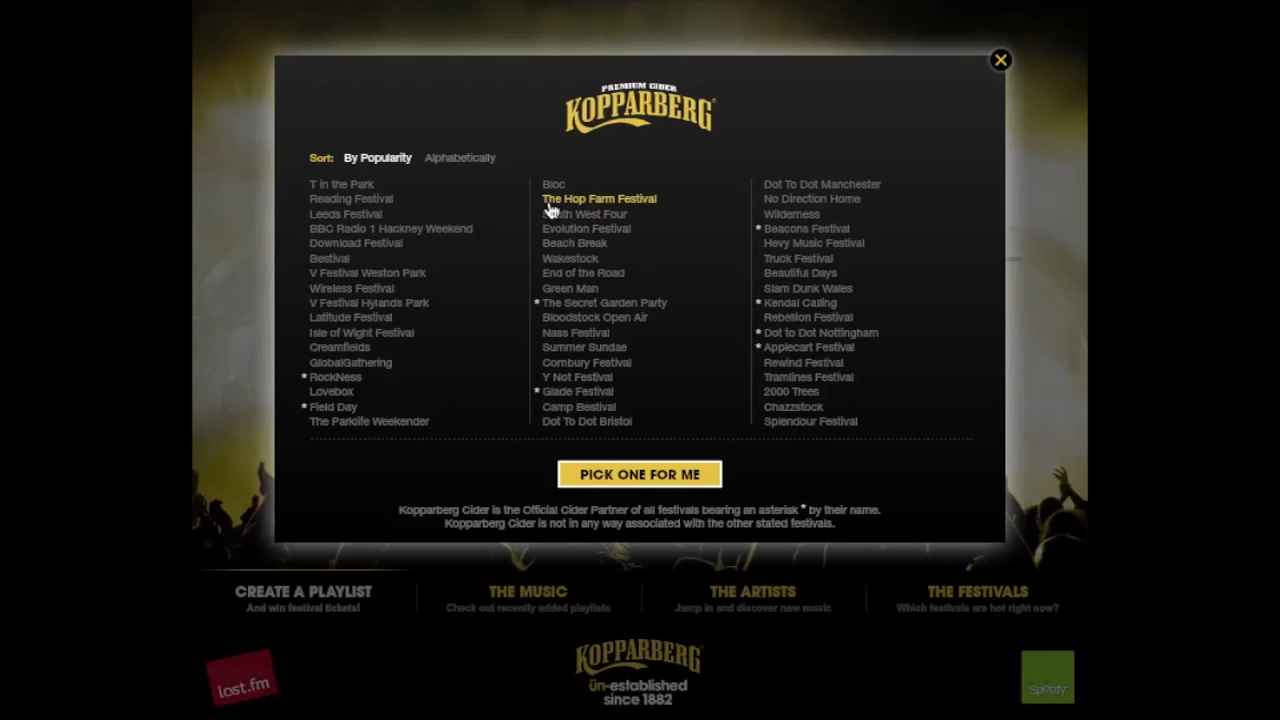 PREMIUM CIDER
KOPPARBERG
Sort: By Popularity Alphabetically
T in the Park
Reading Festival
Leeds Festival
BBC Radio 1 Hackney Weekend
Download Festival
Bestival
V Festival Weston Park
Wireless Festival
V Festival Hylands Park
Latitude Festival
Isle of Wight Festival
Creamfields
GlobalGathering
* RockNess
Lovebox
* Field Day
The Parklife Weekender
Bloc
The Hop Farm Festival
South West Four
Evolution Festival
Beach Break
Wakestock
End of the Road
Green Man
* The Secret Garden Party
Bloodstock Open Air
Nass Festival
Summer Sundae
Cornbury Festival
Y Not Festival
* Glade Festival
Camp Bestival
Dot To Dot Bristol
Dot To Dot Manchester
No Direction Home
Wilderness
* Beacons Festival
Hevy Music Festival
Truck Festival
Beautiful Days
Slam Dunk Wales
* Kendal Calling
Rebellion Festival
* Dot to Dot Nottingham
* Applecart Festival
Rewind Festival
Tramlines Festival
2000 Trees
Chazzstock
Splendour Festival
PICK ONE FOR ME
Kopparberg Cider is the Official Cider Partner of all festivals bearing an asterisk * by their name.
Kopparberg Cider is not in any way associated with the other stated festivals.
CREATE A PLAYLIST
And win festival tickets!
THE MUSIC
Check out recently added playlists
THE ARTISTS
Jump in and discover new music
THE FESTIVALS
Which festivals are hot right now?
last.fm
KOPPARBERG
ün-established
since 1882
Spotify